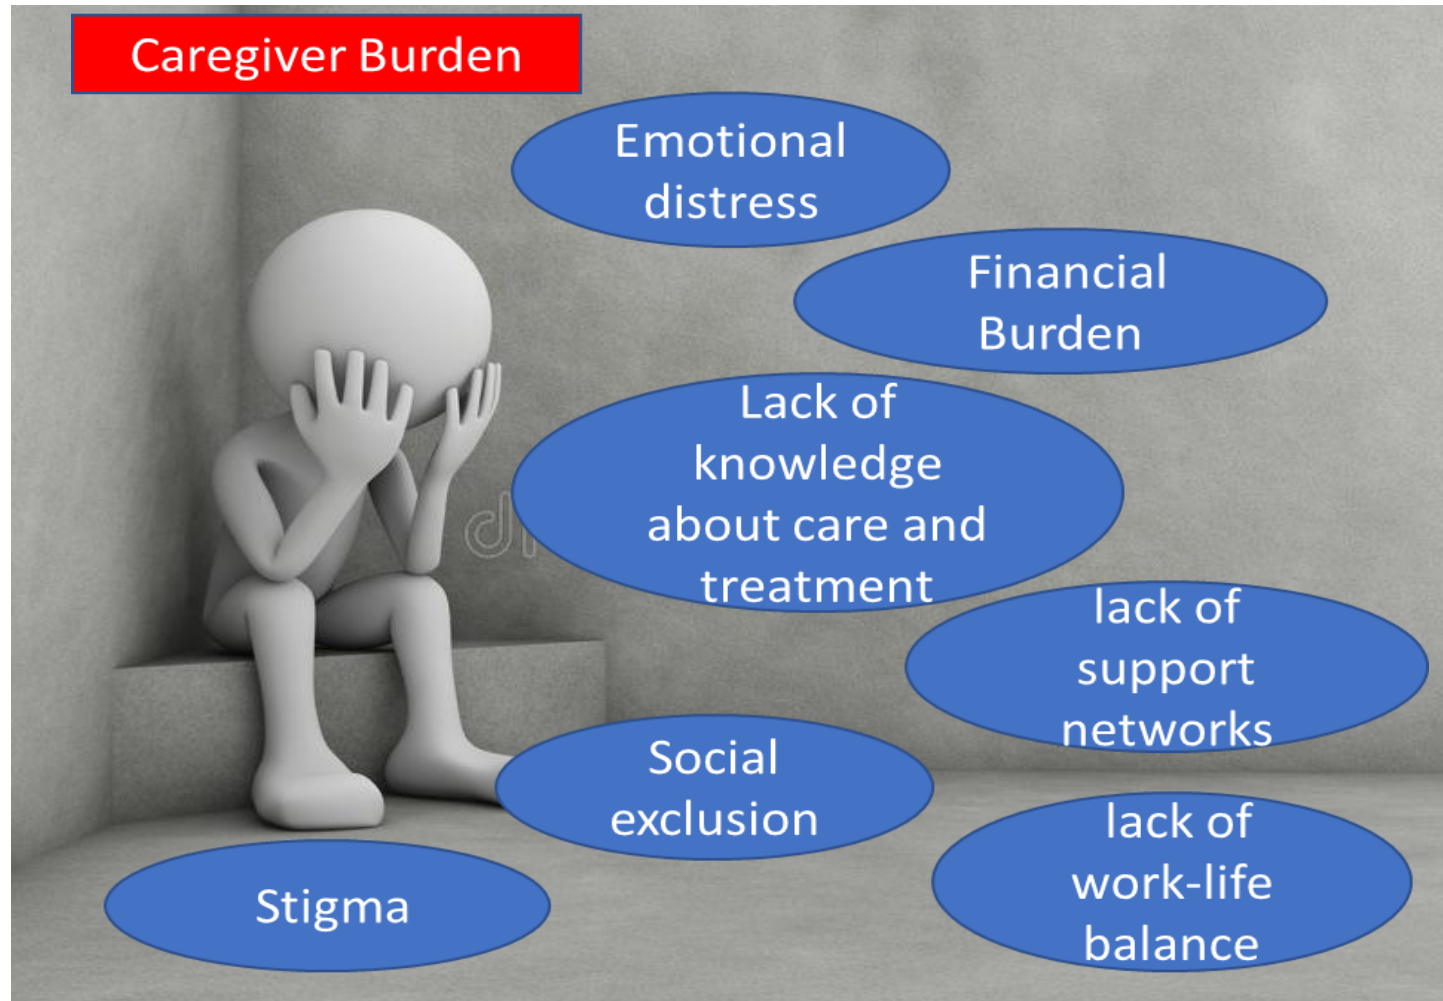 Caregiver Burden
Emotional
distress
Financial
Burden
Lack of
knowledge
about care and
treatment
lack of
support
networks
Social
exclusion
lack of
work-life
balance
Stigma